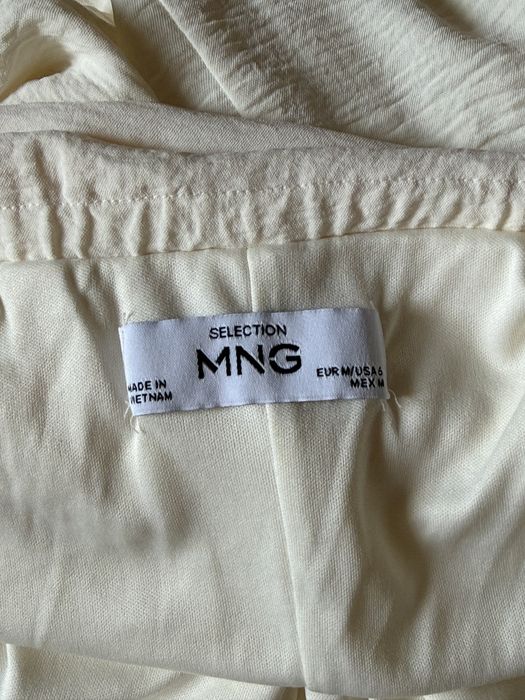 SELECTION
MNG
MADE IN
VIETNAM
EUR M/USA 6
MEX M